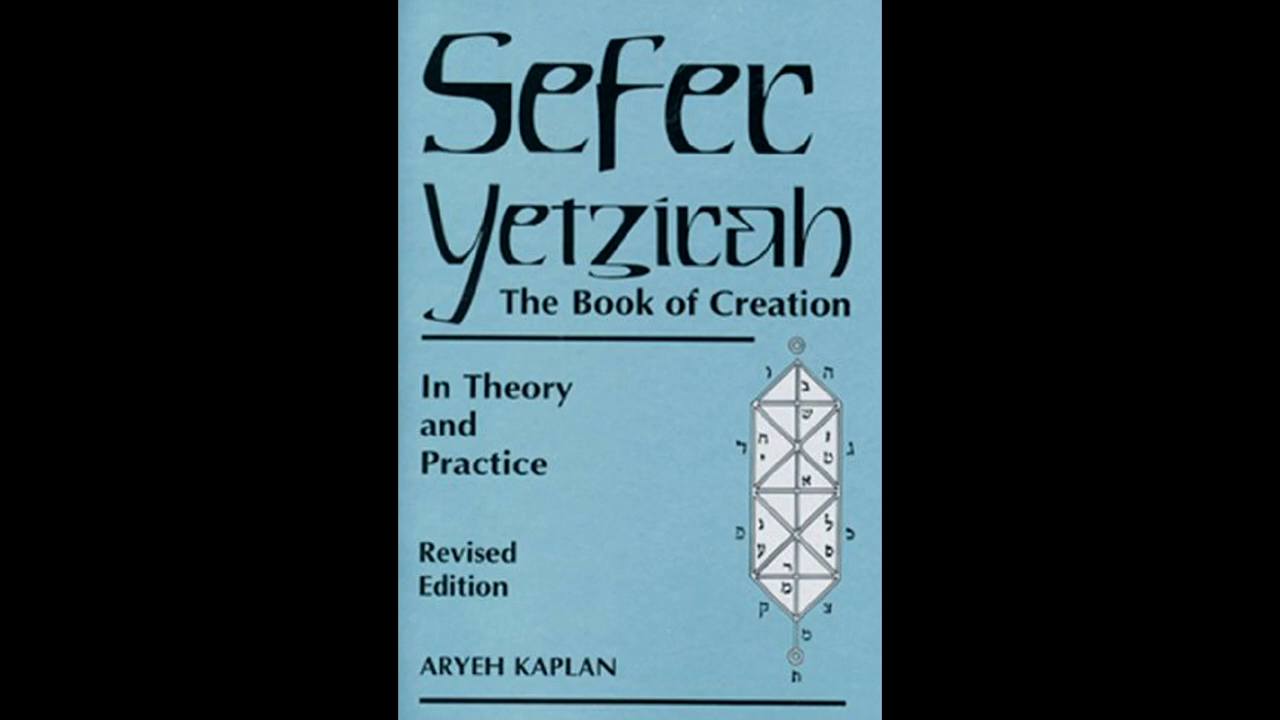 Sefer
Yetzirah
The Book of Creation
In Theory
and
Practice
Revised
Edition
ARYEH KAPLAN
ו ה
ב
ש
ת ו
י ט
א
ל
ק